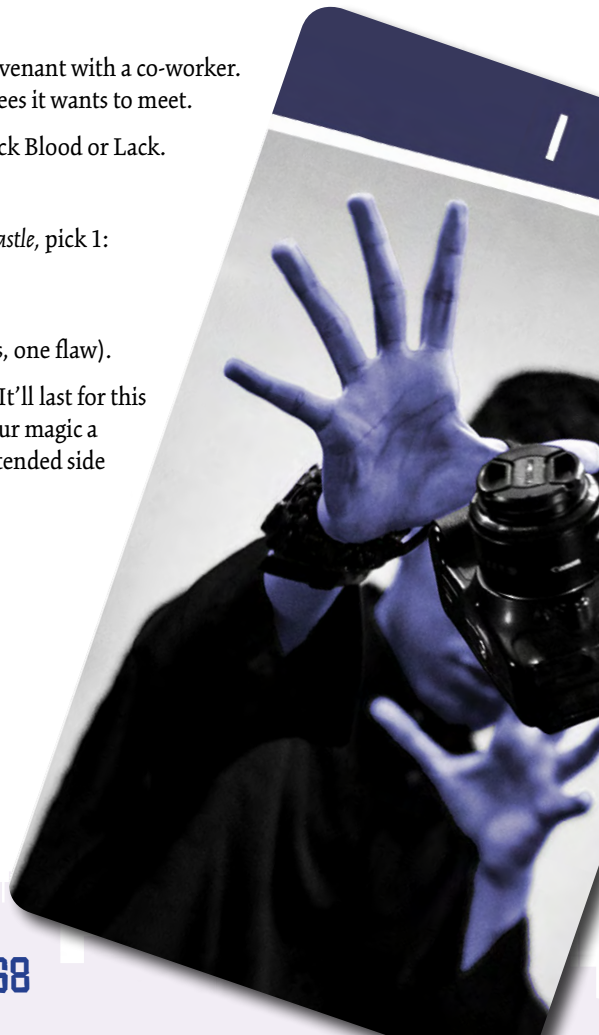 venant with a co-worker.
ees it wants to meet.
ck Blood or Lack.
astle, pick 1:
s, one flaw).
It’ll last for this
ur magic a
tended side
I
68